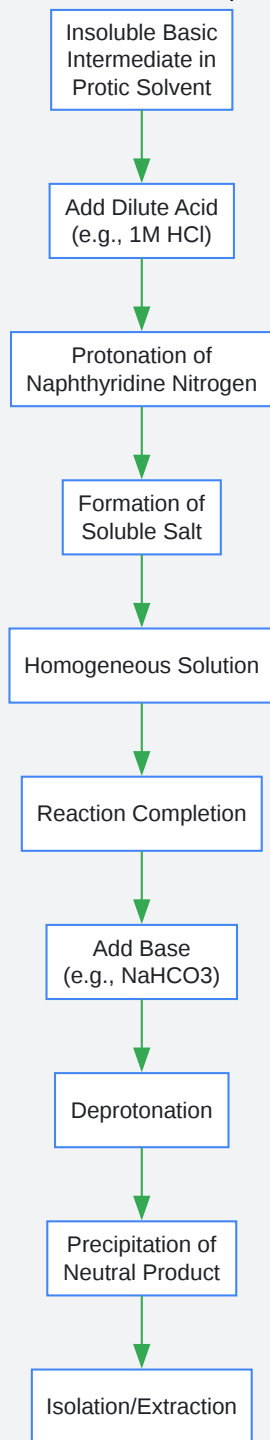 Insoluble Basic
Intermediate in
Protic Solvent
Add Dilute Acid
(e.g., 1M HCl)
Protonation of
Naphthyridine Nitrogen
Formation of
Soluble Salt
Homogeneous Solution
Reaction Completion
Add Base
(e.g., NaHCO3)
Deprotonation
Precipitation of
Neutral Product
Isolation/Extraction